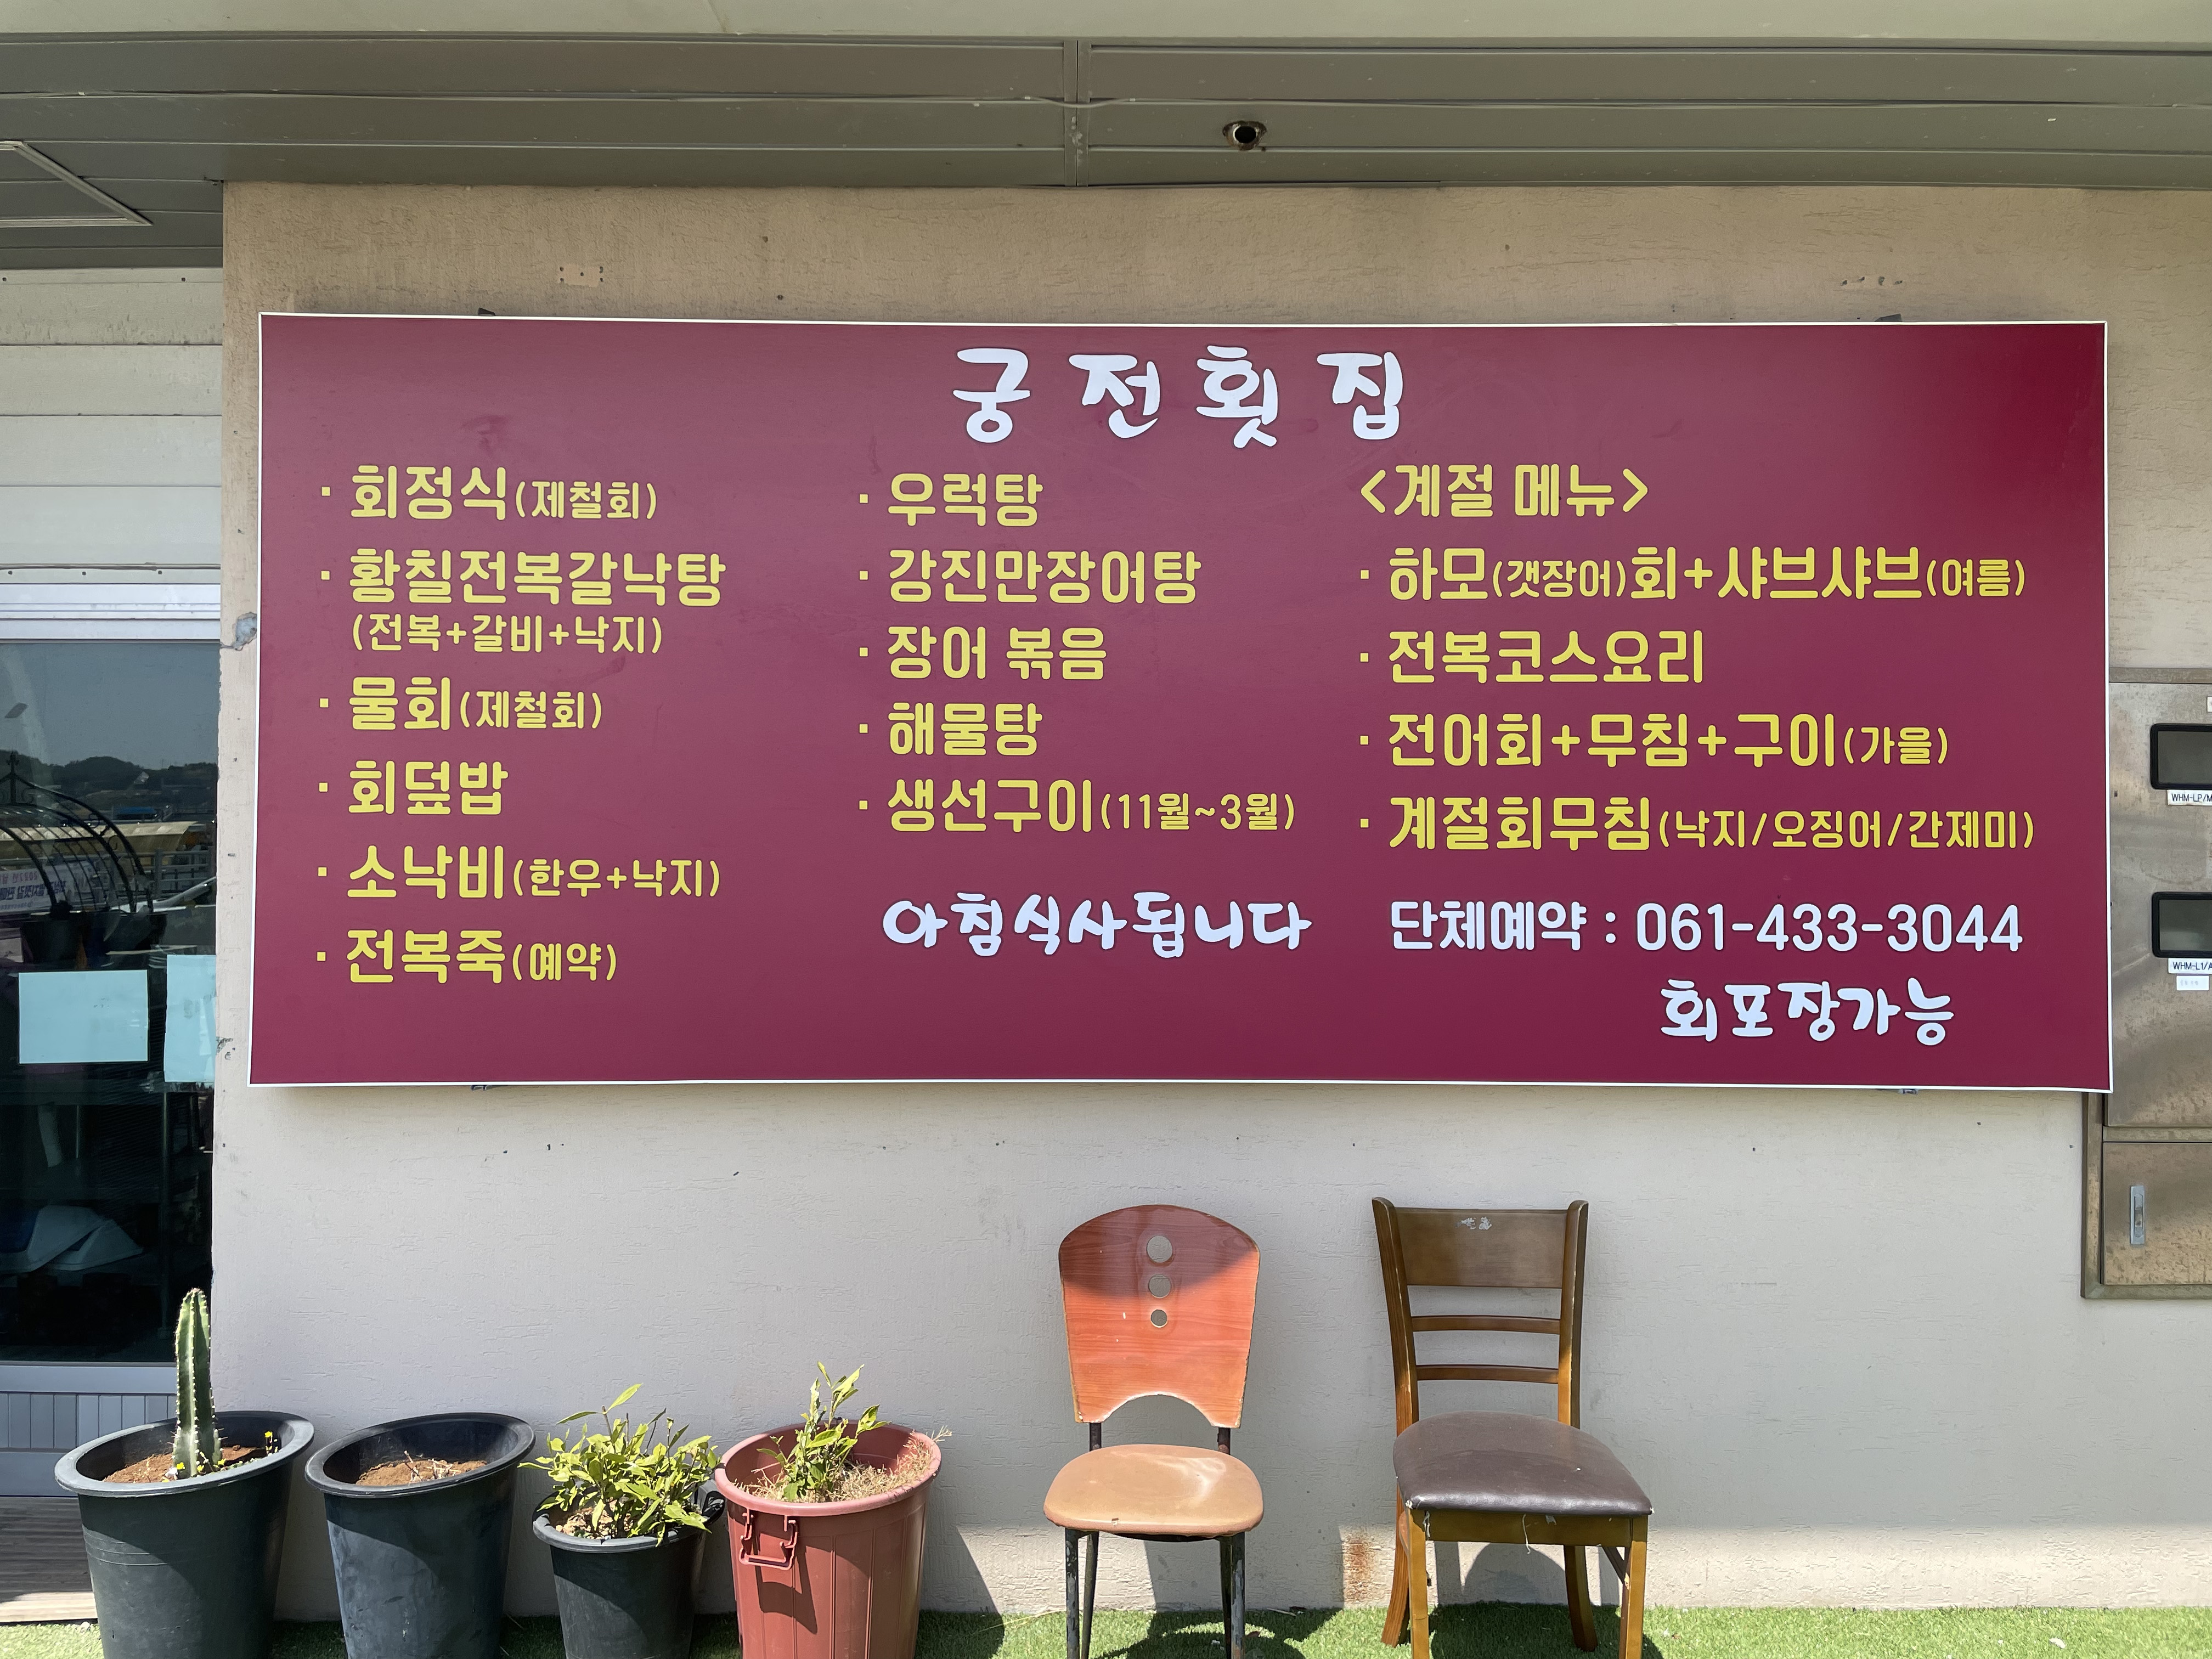 궁전횟집
· 회정식(제철회)
· 황칠전복갈낙탕
(전복+갈비+낙지)
· 물회(제철회)
· 회덮밥
· 소낙비(한우+낙지)
· 전복죽(예약)
· 우럭탕
· 강진만장어탕
· 장어 볶음
· 해물탕
· 생선구이(11월~3월)
아침식사됩니다
<계절 메뉴>
· 하모(갯장어)회+샤브샤브(여름)
· 전복코스요리
· 전어회+무침+구이(가을)
· 계절회무침(낙지/오징어/간제미)
단체예약 : 061-433-3044
회포장가능